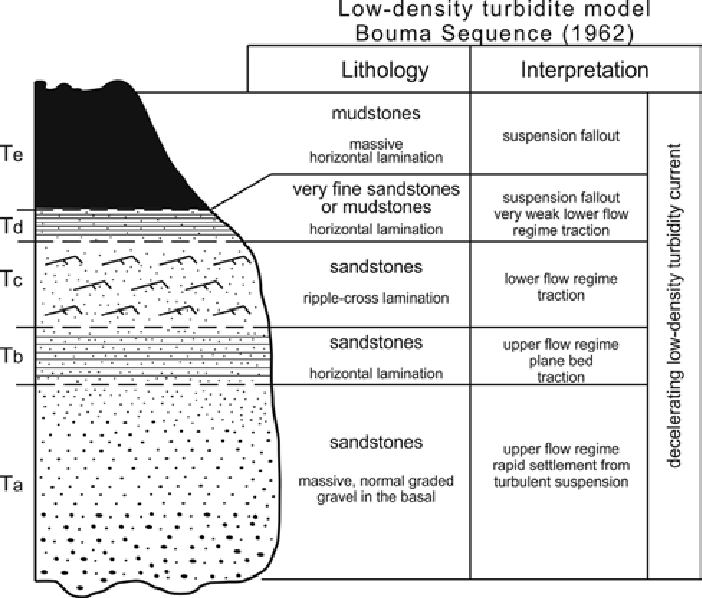 Low-density turbidite model
Bouma Sequence (1962)
Lithology
Interpretation
Te
mudstones
massive
horizontal lamination
suspension fallout
Td
very fine sandstones
or mudstones
horizontal lamination
suspension fallout
very weak lower flow
regime traction
Tc
sandstones
ripple-cross lamination
lower flow regime
traction
Tb
sandstones
horizontal lamination
upper flow regime
plane bed
traction
Ta
sandstones
massive, normal graded
gravel in the basal
upper flow regime
rapid settlement from
turbulent suspension
decelerating low-density turbidity current